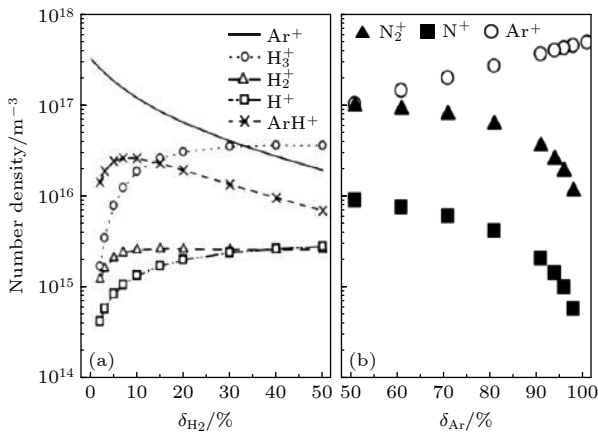 10^18
10^17
10^16
10^15
10^14
Number density/m^−3
Ar^+
H_3^+
H_2^+
H^+
ArH^+
(a)
0 10 20 30 40 50
δ_H2/%
N_2^+ N^+ Ar^+
(b)
50 60 70 80 90 100
δ_Ar/%